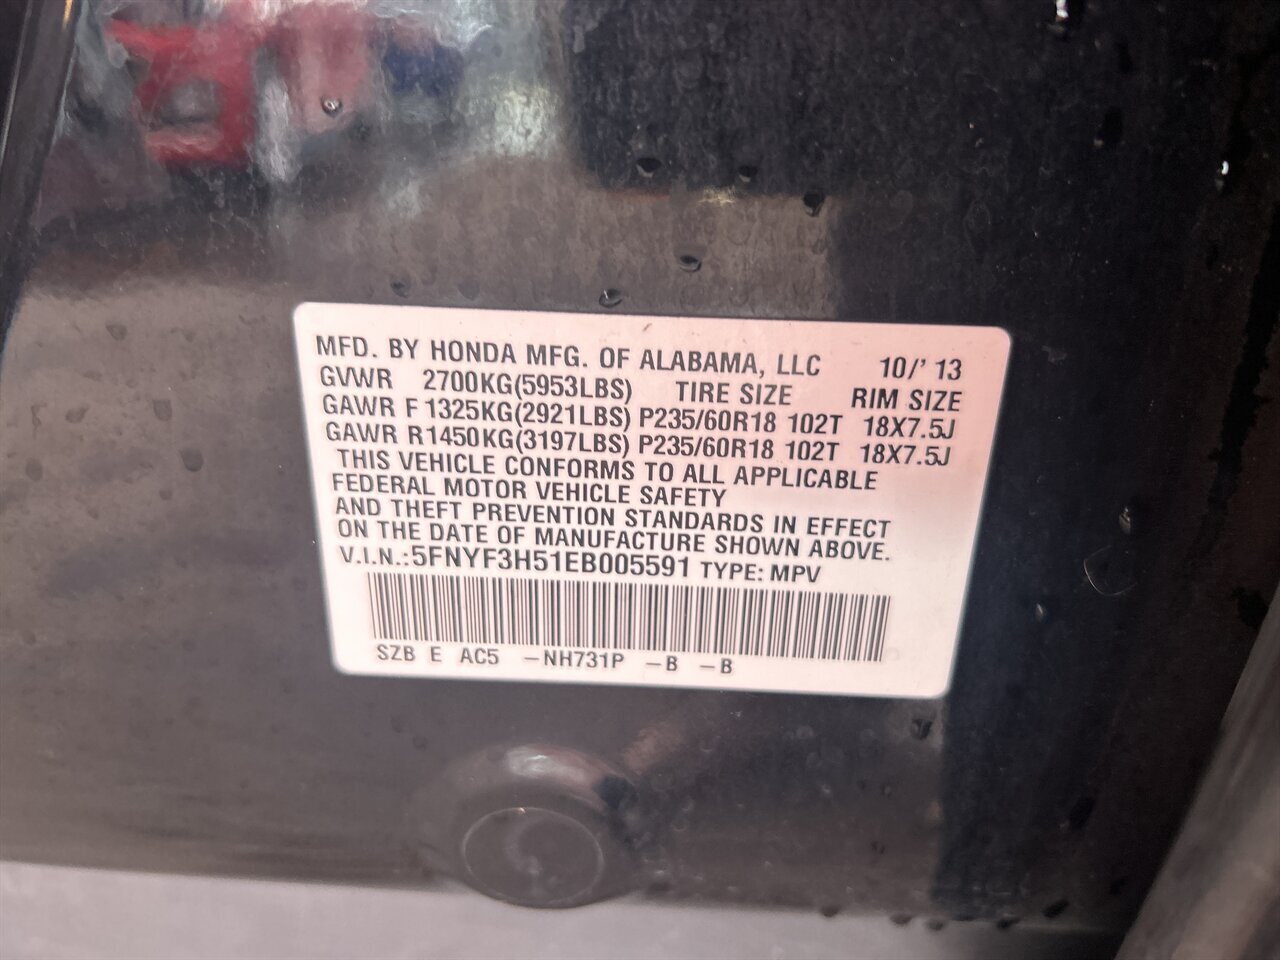 MFD. BY HONDA MFG. OF ALABAMA, LLC 10/' 13
GVWR 2700KG(5953LBS) TIRE SIZE RIM SIZE
GAWR F 1325KG(2921LBS) P235/60R18 102T 18X7.5J
GAWR R1450KG(3197LBS) P235/60R18 102T 18X7.5J
THIS VEHICLE CONFORMS TO ALL APPLICABLE
FEDERAL MOTOR VEHICLE SAFETY
AND THEFT PREVENTION STANDARDS IN EFFECT
ON THE DATE OF MANUFACTURE SHOWN ABOVE.
V.I.N.:5FNYF3H51EB005591 TYPE: MPV
SZB E AC5 -NH731P -B -B